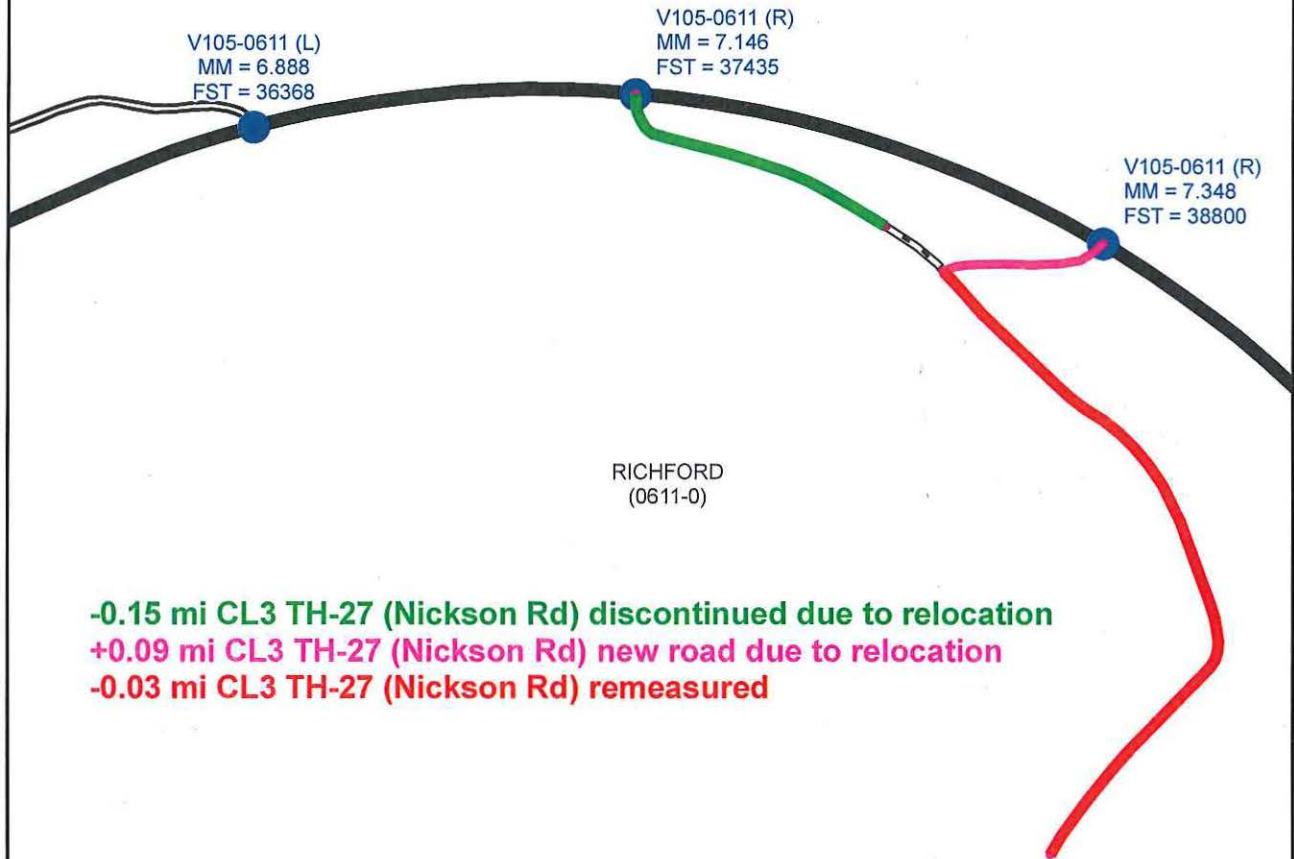 V105-0611 (L)
MM = 6.888
FST = 36368
V105-0611 (R)
MM = 7.146
FST = 37435
V105-0611 (R)
MM = 7.348
FST = 38800
RICHFORD
(0611-0)
-0.15 mi CL3 TH-27 (Nickson Rd) discontinued due to relocation
+0.09 mi CL3 TH-27 (Nickson Rd) new road due to relocation
-0.03 mi CL3 TH-27 (Nickson Rd) remeasured